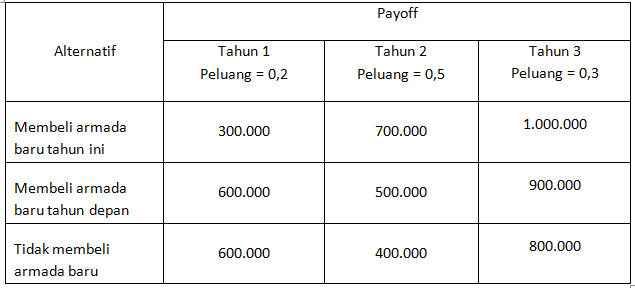 Alternatif
Payoff
Tahun 1
Peluang = 0,2
Tahun 2
Peluang = 0,5
Tahun 3
Peluang = 0,3
Membeli armada
baru tahun ini
300.000
700.000
1.000.000
Membeli armada
baru tahun depan
600.000
500.000
900.000
Tidak membeli
armada baru
600.000
400.000
800.000